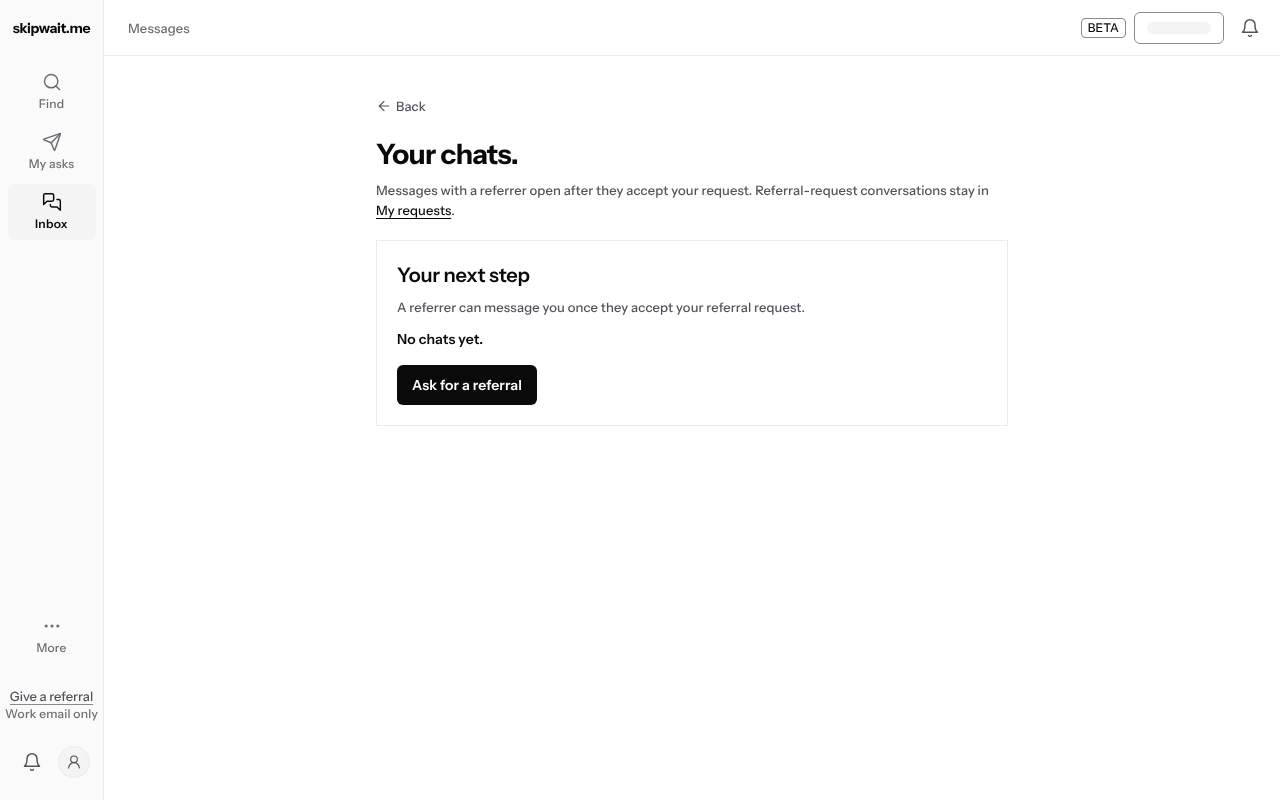 skipwait.me
Messages
BETA
Find
My asks
Inbox
Back
Your chats.
Messages with a referrer open after they accept your request. Referral-request conversations stay in
My requests.
Your next step
A referrer can message you once they accept your referral request.
No chats yet.
Ask for a referral
More
Give a referral
Work email only